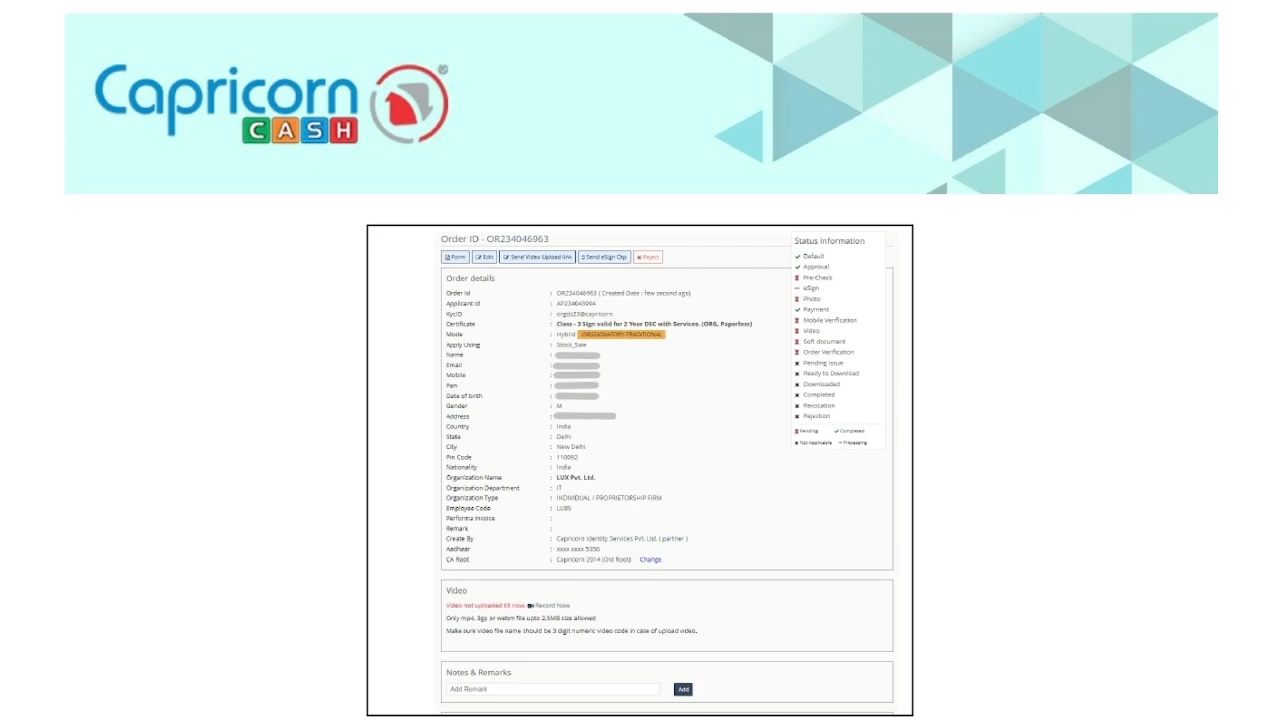 Capricorn
CASH
®
Order ID - OR234046963
Form Edit Send Video Upload link Send eSign Otp Reject
Order details
Order Id : OR234046963 ( Created Date : few second ago)
Applicant Id : AP234043994
KycID : orgds23@capricorn
Certificate : Class - 3 Sign valid for 2 Year DSC with Services. (ORG, Paperless)
Mode : Hybrid ORGSIGNATORY-TRADITIONAL
Apply Using : Stock_Sale
Name :
Email :
Mobile :
Pan :
Date of birth :
Gender : M
Address :
Country : India
State : Delhi
City : New Delhi
Pin Code : 110092
Nationality : India
Organization Name : LUX Pvt. Ltd.
Organization Department : IT
Organization Type : INDIVIDUAL / PROPRIETORSHIP FIRM
Employee Code : LU85
Performa Invoice :
Remark :
Create By : Capricorn Identity Services Pvt. Ltd. ( partner )
Aadhaar : xxxx xxxx 5356
CA Root : Capricorn 2014 (Old Root) Change
Status Information
Default
Approval
Pre-Check
eSign
Photo
Payment
Mobile Verification
Video
Soft document
Order Verification
Pending Issue
Ready to Download
Downloaded
Completed
Revocation
Rejection
Pending Completed
Not Applicable Processing
Video
Video not uploaded till now. Record Now
Only mp4, 3gp or webm file upto 2.5MB size allowed
Make sure video file name should be 3 digit numeric video code in case of upload video.
Notes & Remarks
Add Remark Add